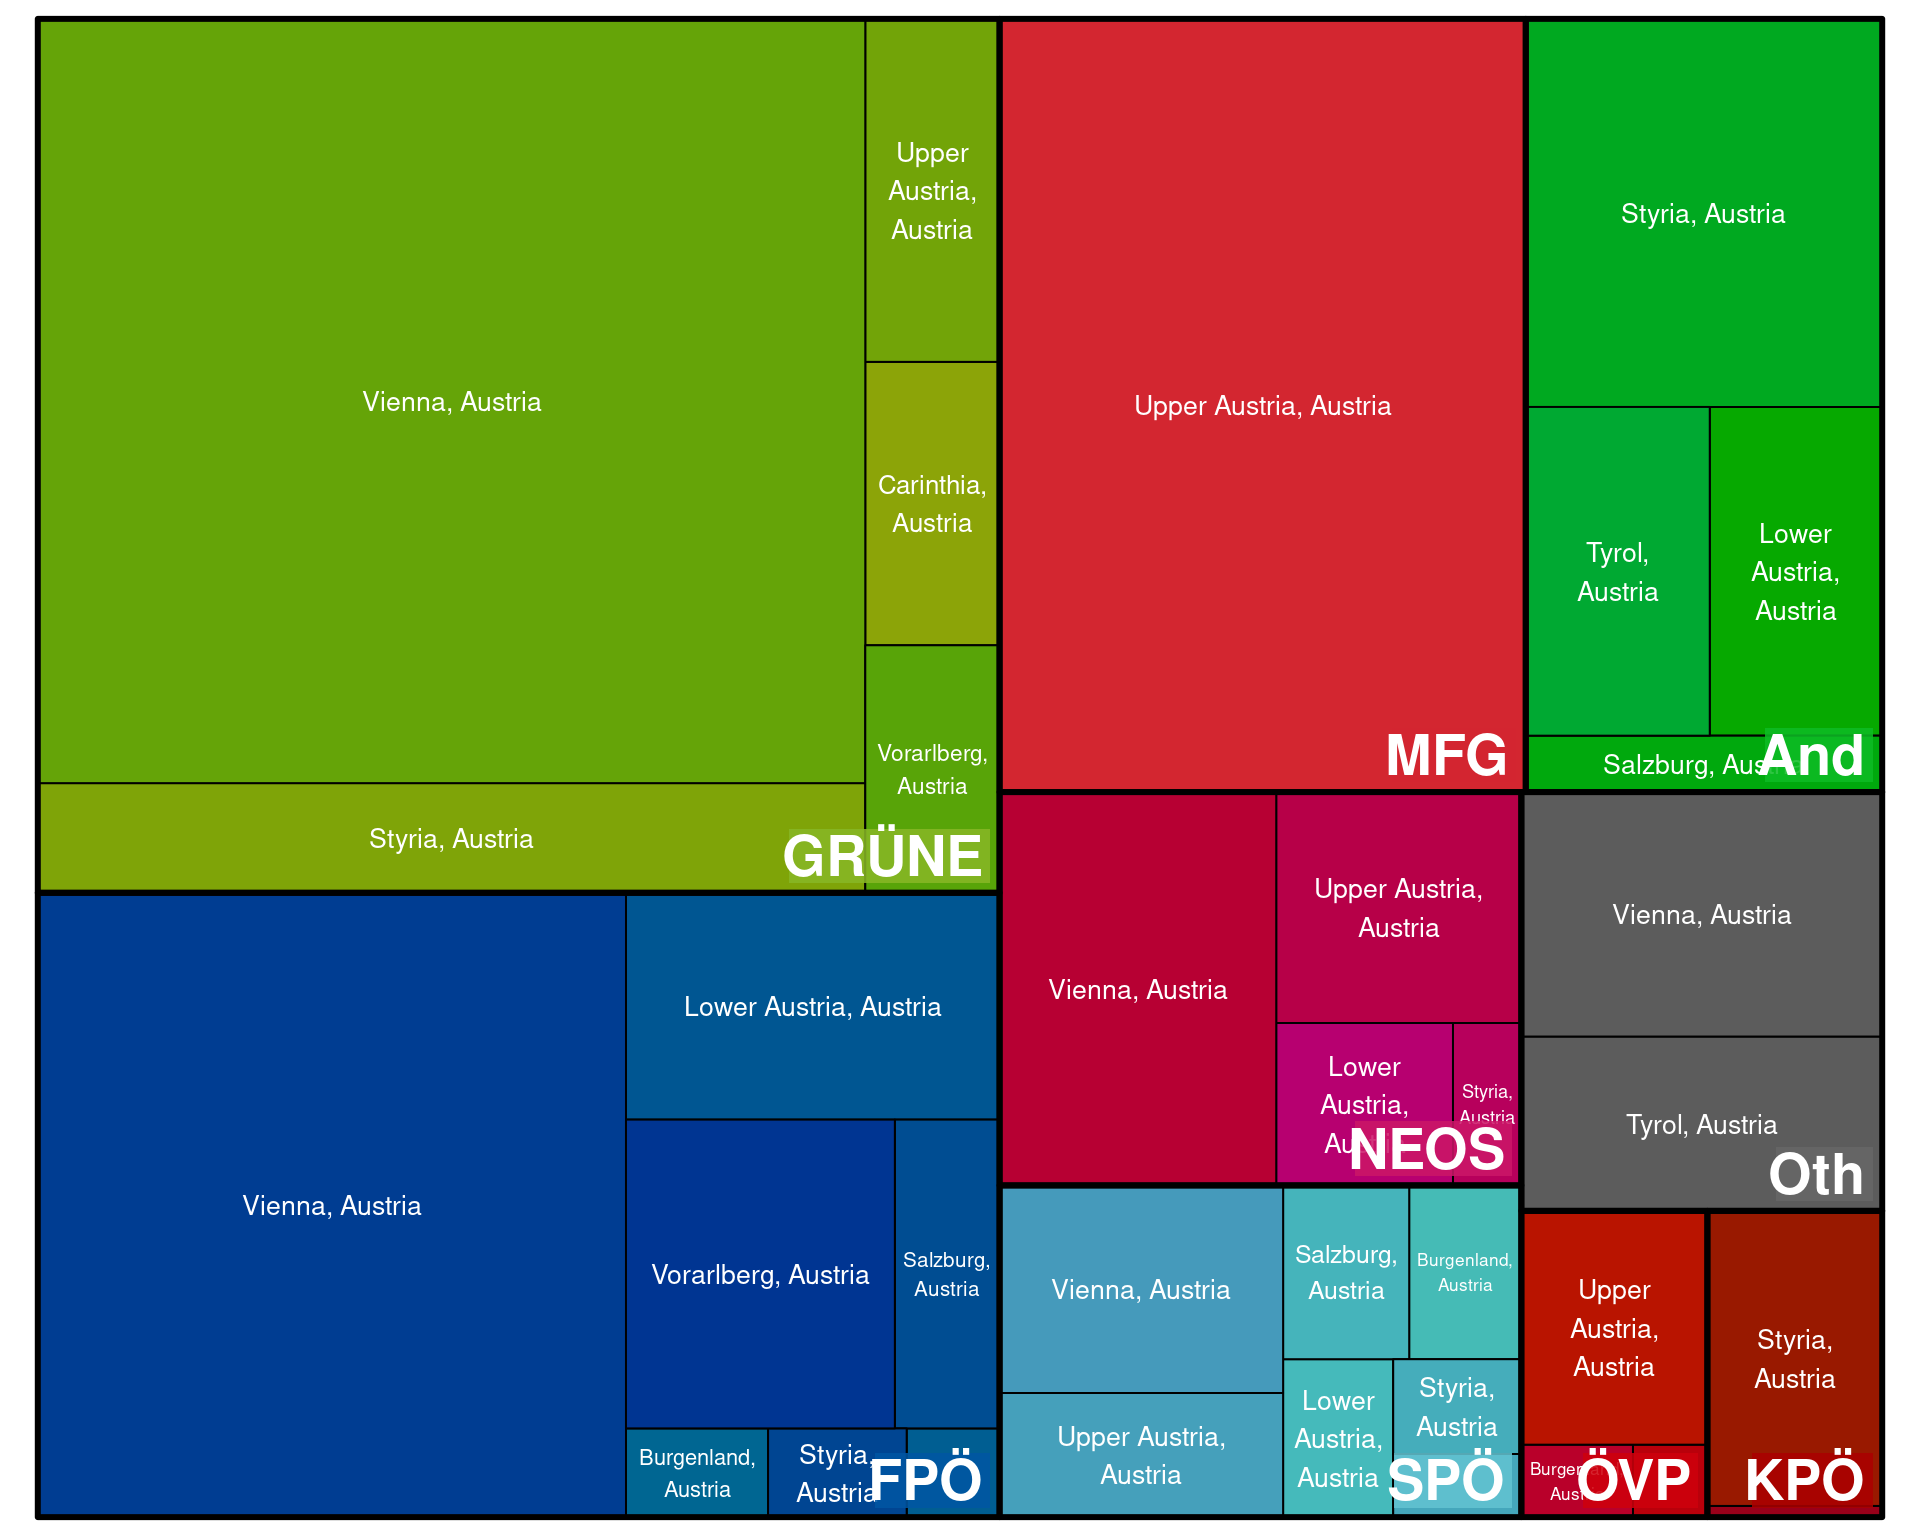 Vienna, Austria
Upper
Austria,
Austria
Carinthia,
Austria
Vorarlberg,
Austria
Styria, Austria
GRÜNE
Upper Austria, Austria
MFG
Styria, Austria
Tyrol,
Austria
Lower
Austria,
Austria
Salzburg, Austria
And
Vienna, Austria
Lower Austria, Austria
Vorarlberg, Austria
Salzburg,
Austria
Burgenland,
Austria
Styria,
Austria
FPÖ
Vienna, Austria
Upper Austria,
Austria
Lower
Austria,
Austria
Styria,
Austria
NEOS
Vienna, Austria
Tyrol, Austria
Oth
Vienna, Austria
Upper Austria,
Austria
Salzburg,
Austria
Burgenland,
Austria
Lower
Austria,
Austria
Styria,
Austria
SPÖ
Upper
Austria,
Austria
Burgenland,
Austria
ÖVP
Styria,
Austria
KPÖ